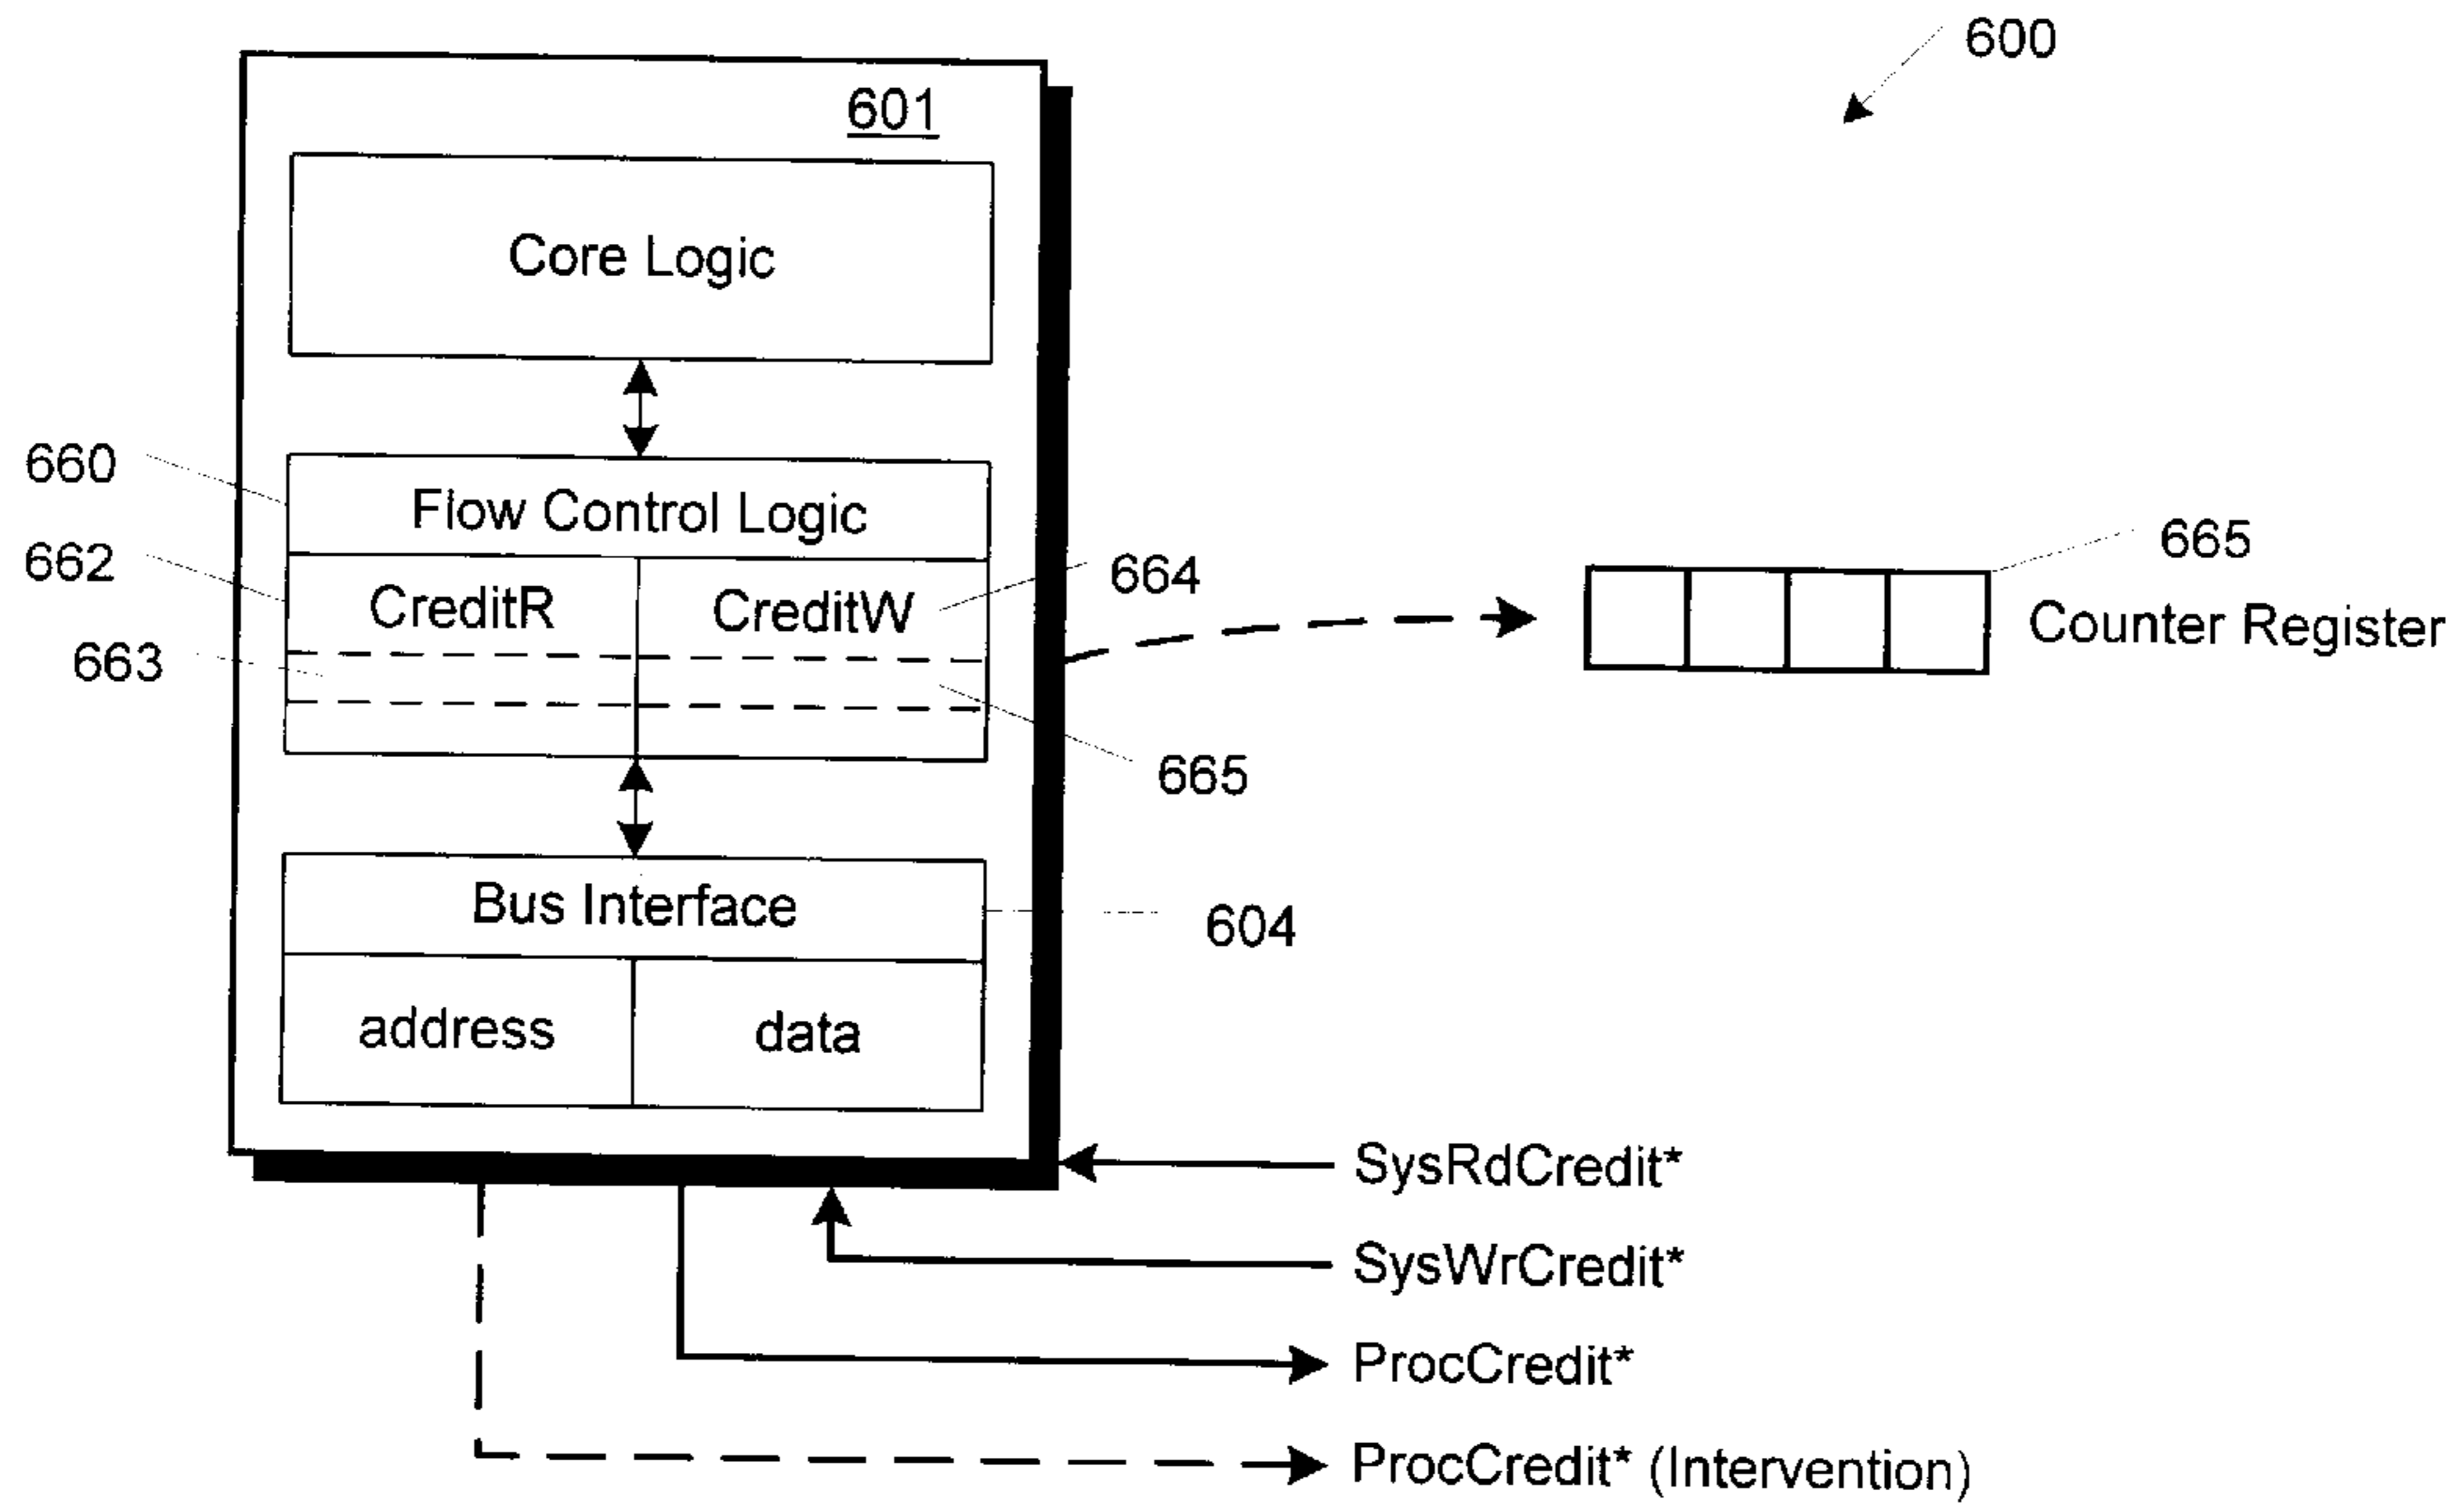 600
601
Core Logic
660
Flow Control Logic
662
CreditR
CreditW
664
665
Counter Register
663
665
Bus Interface
604
address
data
SysRdCredit*
SysWrCredit*
ProcCredit*
ProcCredit* (Intervention)